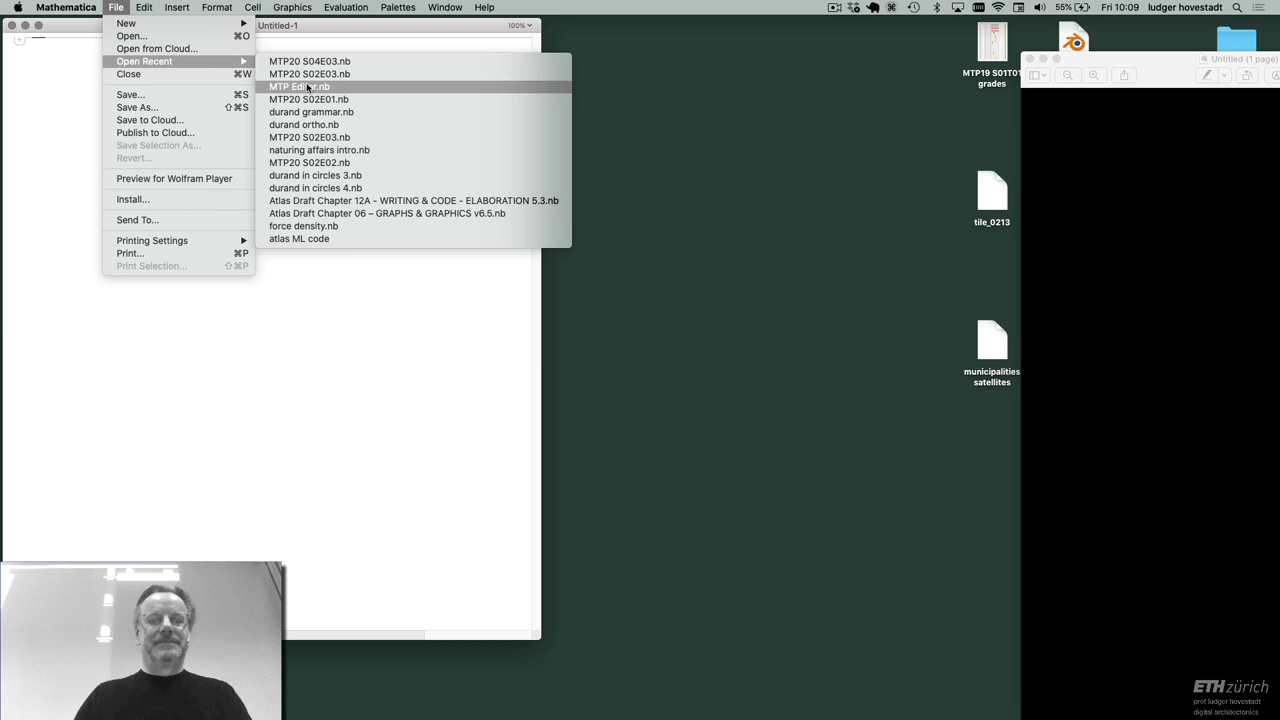 Mathematica File Edit Insert Format Cell Graphics Evaluation Palettes Window Help 55% Fri 10:09 ludger hovestadt
Untitled-1 100%
New
Open... ⌘O
Open from Cloud...
Open Recent
Close ⌘W
Save... ⌘S
Save As... ⇧⌘S
Save to Cloud...
Publish to Cloud...
Save Selection As...
Revert...
Preview for Wolfram Player
Install...
Send To...
Printing Settings
Print... ⌘P
Print Selection... ⇧⌘P
MTP20 S04E03.nb
MTP20 S02E03.nb
MTP Editor.nb
MTP20 S02E01.nb
durand grammar.nb
durand ortho.nb
MTP20 S02E03.nb
naturing affairs intro.nb
MTP20 S02E02.nb
durand in circles 3.nb
durand in circles 4.nb
Atlas Draft Chapter 12A - WRITING & CODE - ELABORATION 5.3.nb
Atlas Draft Chapter 06 – GRAPHS & GRAPHICS v6.5.nb
force density.nb
atlas ML code
MTP19 S01T01
grades
Untitled (1 page)
tile_0213
municipalities
satellites
ETH zürich
prof ludger hovestadt
digital architectonics